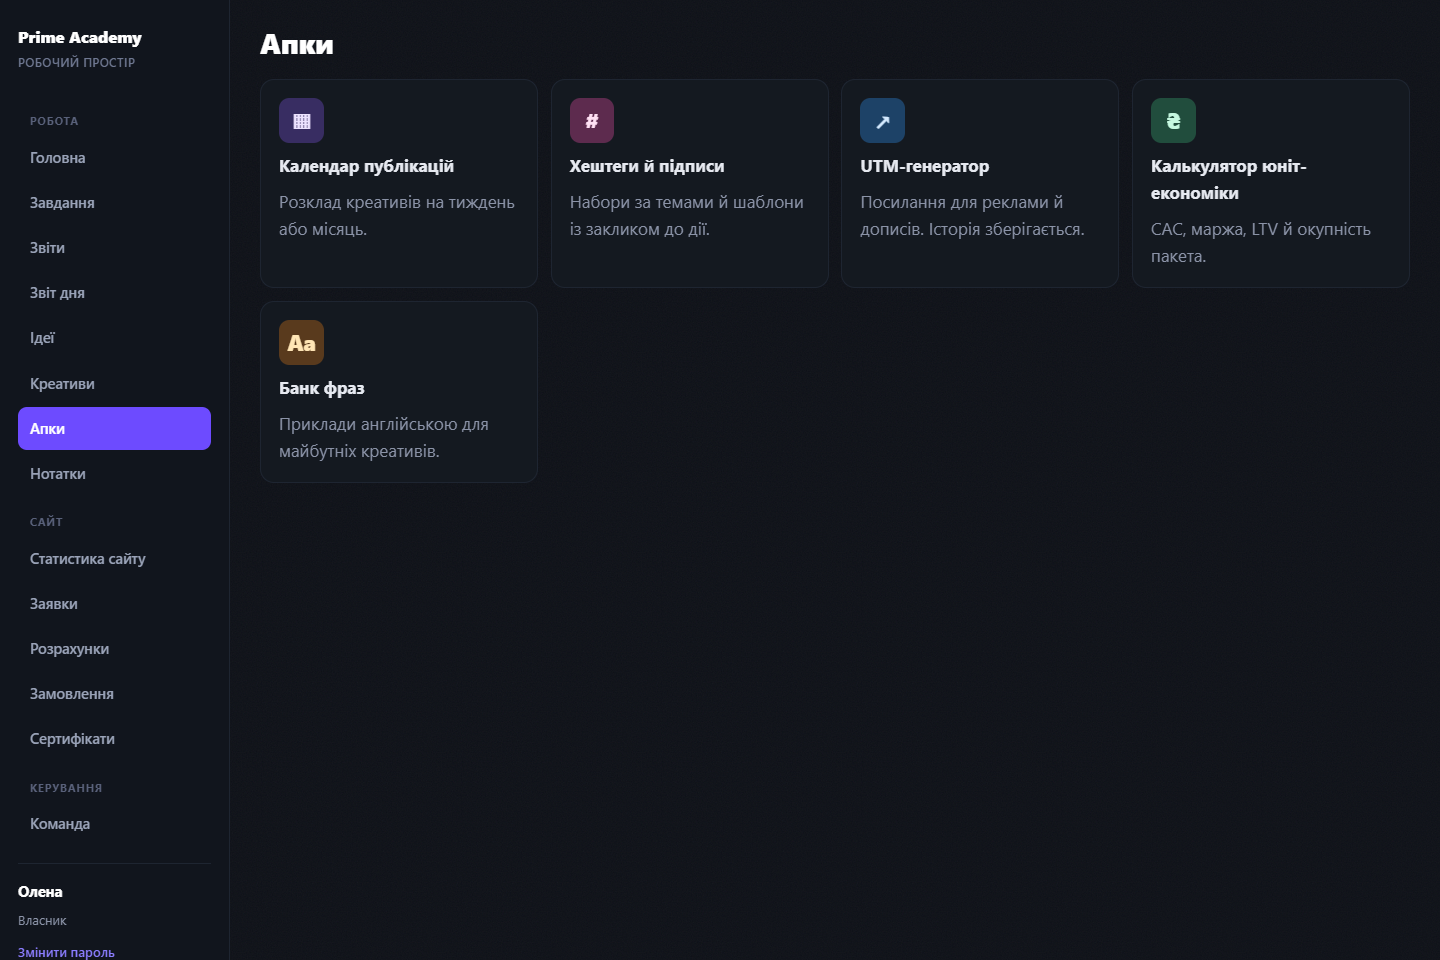 Prime Academy
РОБОЧИЙ ПРОСТІР
РОБОТА
Головна
Завдання
Звіти
Звіт дня
Ідеї
Креативи
Апки
Нотатки
САЙТ
Статистика сайту
Заявки
Розрахунки
Замовлення
Сертифікати
КЕРУВАННЯ
Команда
Олена
Власник
Змінити пароль
Апки
Календар публікацій
Розклад креативів на тиждень
або місяць.
#
Хештеги й підписи
Набори за темами й шаблони
із закликом до дії.
↗
UTM-генератор
Посилання для реклами й
дописів. Історія зберігається.
₴
Калькулятор юніт-
економіки
CAC, маржа, LTV й окупність
пакета.
Aa
Банк фраз
Приклади англійською для
майбутніх креативів.